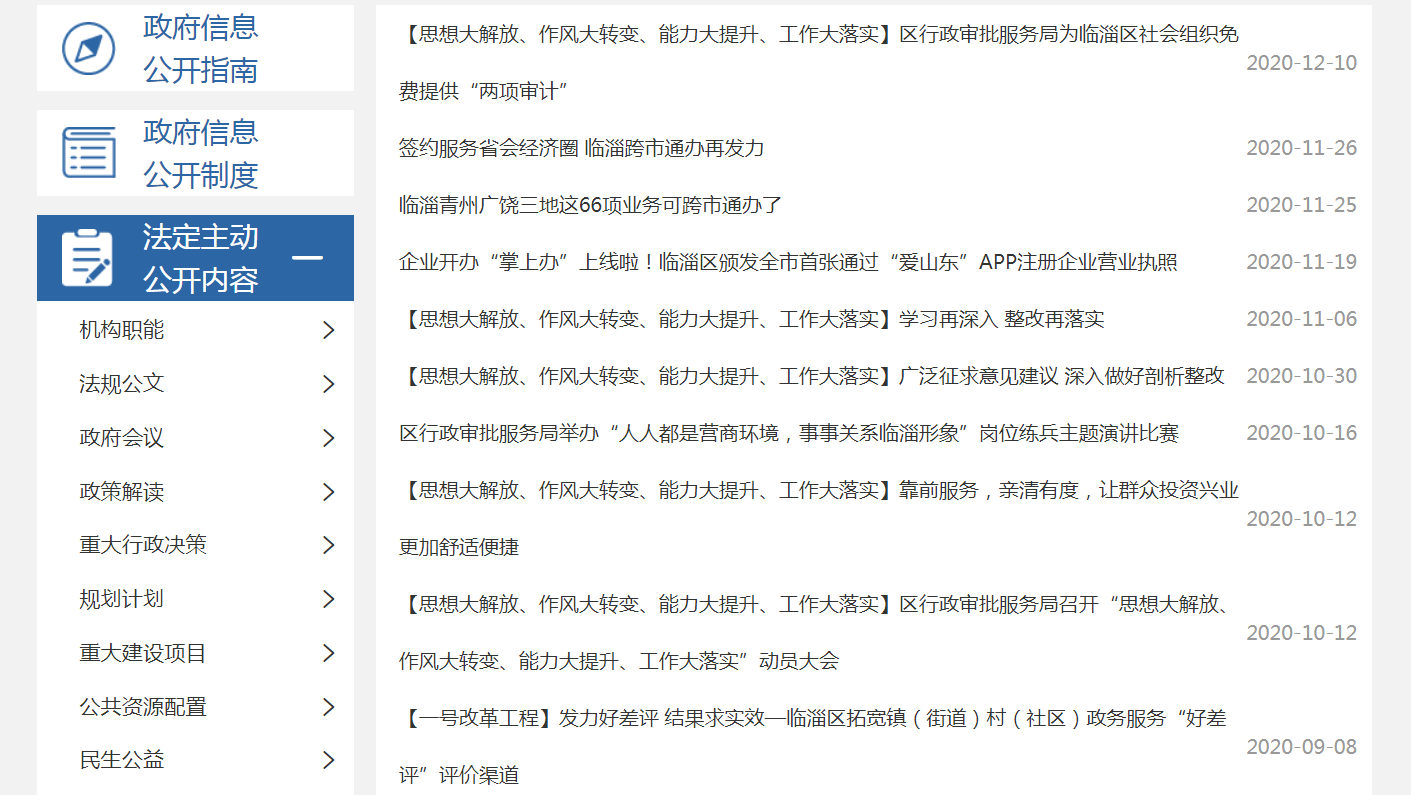 政府信息
公开指南
政府信息
公开制度
法定主动
公开内容
机构职能
法规公文
政府会议
政策解读
重大行政决策
规划计划
重大建设项目
公共资源配置
民生公益
【思想大解放、作风大转变、能力大提升、工作大落实】区行政审批服务局为临淄区社会组织免
费提供“两项审计”
2020-12-10
签约服务省会经济圈 临淄跨市通办再发力
2020-11-26
临淄青州广饶三地这66项业务可跨市通办了
2020-11-25
企业开办“掌上办”上线啦！临淄区颁发全市首张通过“爱山东”APP注册企业营业执照
2020-11-19
【思想大解放、作风大转变、能力大提升、工作大落实】学习再深入 整改再落实
2020-11-06
【思想大解放、作风大转变、能力大提升、工作大落实】广泛征求意见建议 深入做好剖析整改
2020-10-30
区行政审批服务局举办“人人都是营商环境，事事关系临淄形象”岗位练兵主题演讲比赛
2020-10-16
【思想大解放、作风大转变、能力大提升、工作大落实】靠前服务，亲清有度，让群众投资兴业
更加舒适便捷
2020-10-12
【思想大解放、作风大转变、能力大提升、工作大落实】区行政审批服务局召开“思想大解放、
作风大转变、能力大提升、工作大落实”动员大会
2020-10-12
【一号改革工程】发力好差评 结果求实效—临淄区拓宽镇（街道）村（社区）政务服务“好差
评”评价渠道
2020-09-08